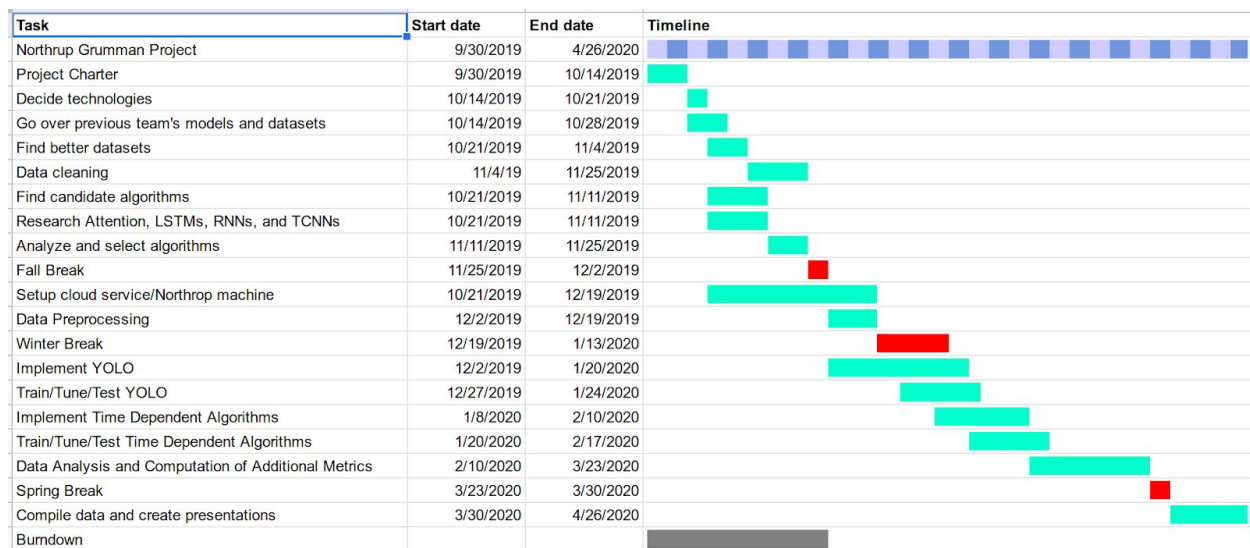 Task Start date End date Timeline
Northrup Grumman Project 9/30/2019 4/26/2020
Project Charter 9/30/2019 10/14/2019
Decide technologies 10/14/2019 10/21/2019
Go over previous team's models and datasets 10/14/2019 10/28/2019
Find better datasets 10/21/2019 11/4/2019
Data cleaning 11/4/19 11/25/2019
Find candidate algorithms 10/21/2019 11/11/2019
Research Attention, LSTMs, RNNs, and TCNNs 10/21/2019 11/11/2019
Analyze and select algorithms 11/11/2019 11/25/2019
Fall Break 11/25/2019 12/2/2019
Setup cloud service/Northrop machine 10/21/2019 12/19/2019
Data Preprocessing 12/2/2019 12/19/2019
Winter Break 12/19/2019 1/13/2020
Implement YOLO 12/2/2019 1/20/2020
Train/Tune/Test YOLO 12/27/2019 1/24/2020
Implement Time Dependent Algorithms 1/8/2020 2/10/2020
Train/Tune/Test Time Dependent Algorithms 1/20/2020 2/17/2020
Data Analysis and Computation of Additional Metrics 2/10/2020 3/23/2020
Spring Break 3/23/2020 3/30/2020
Compile data and create presentations 3/30/2020 4/26/2020
Burndown